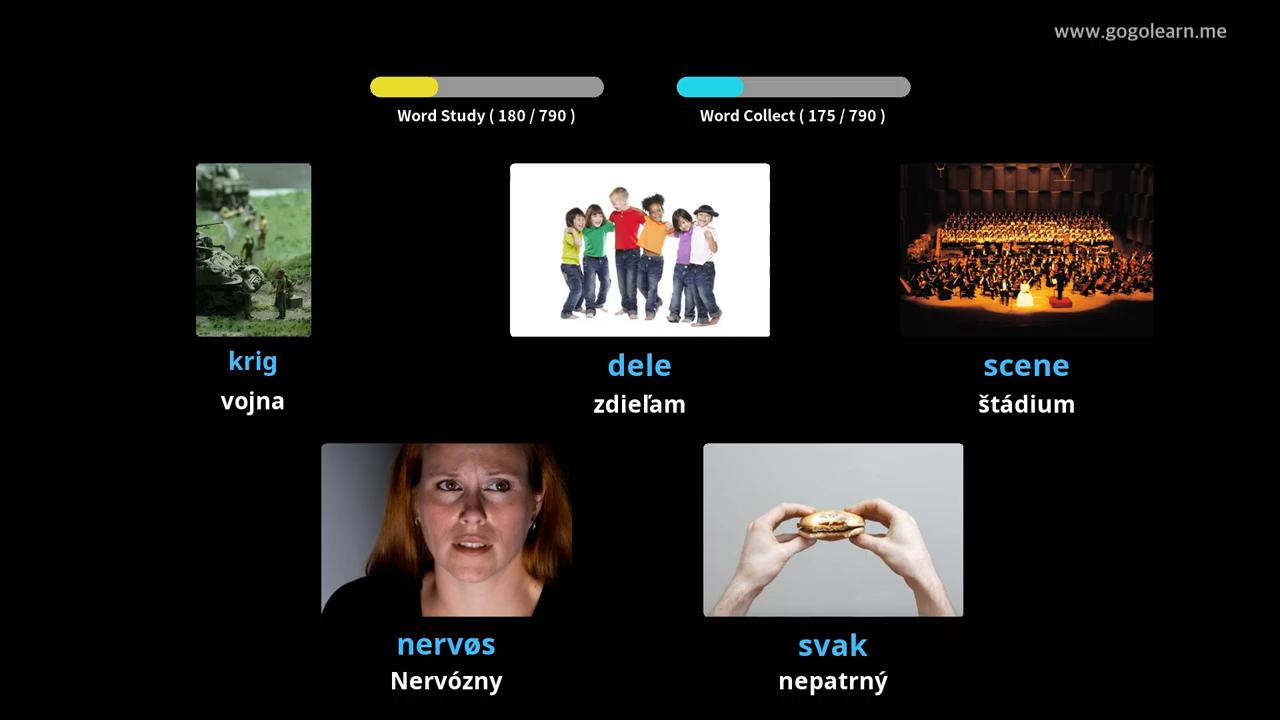 www.gogolearn.me
Word Study ( 180 / 790 )
Word Collect ( 175 / 790 )
krig
vojna
dele
zdieľam
scene
štádium
nervøs
Nervózny
svak
nepatrný